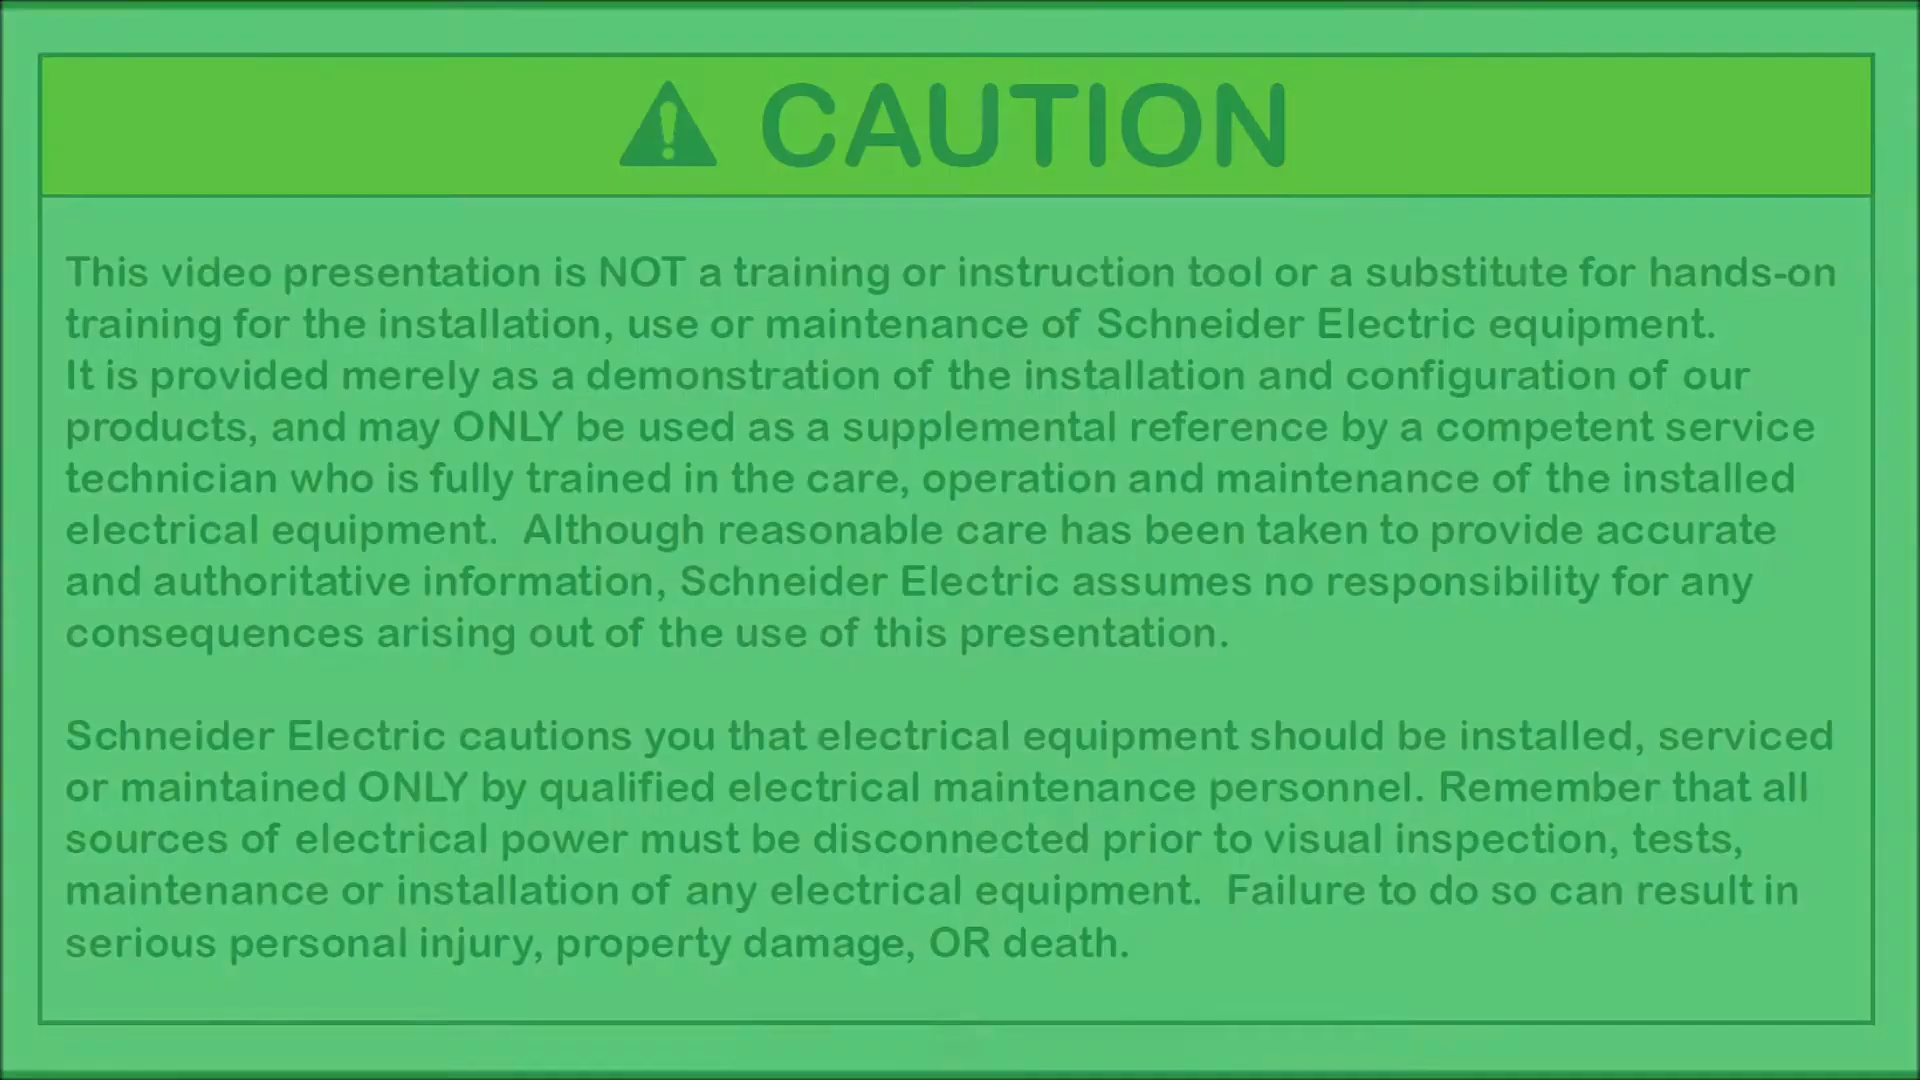 CAUTION
This video presentation is NOT a training or instruction tool or a substitute for hands-on
training for the installation, use or maintenance of Schneider Electric equipment.
It is provided merely as a demonstration of the installation and configuration of our
products, and may ONLY be used as a supplemental reference by a competent service
technician who is fully trained in the care, operation and maintenance of the installed
electrical equipment.  Although reasonable care has been taken to provide accurate
and authoritative information, Schneider Electric assumes no responsibility for any
consequences arising out of the use of this presentation.
Schneider Electric cautions you that electrical equipment should be installed, serviced
or maintained ONLY by qualified electrical maintenance personnel. Remember that all
sources of electrical power must be disconnected prior to visual inspection, tests,
maintenance or installation of any electrical equipment.  Failure to do so can result in
serious personal injury, property damage, OR death.